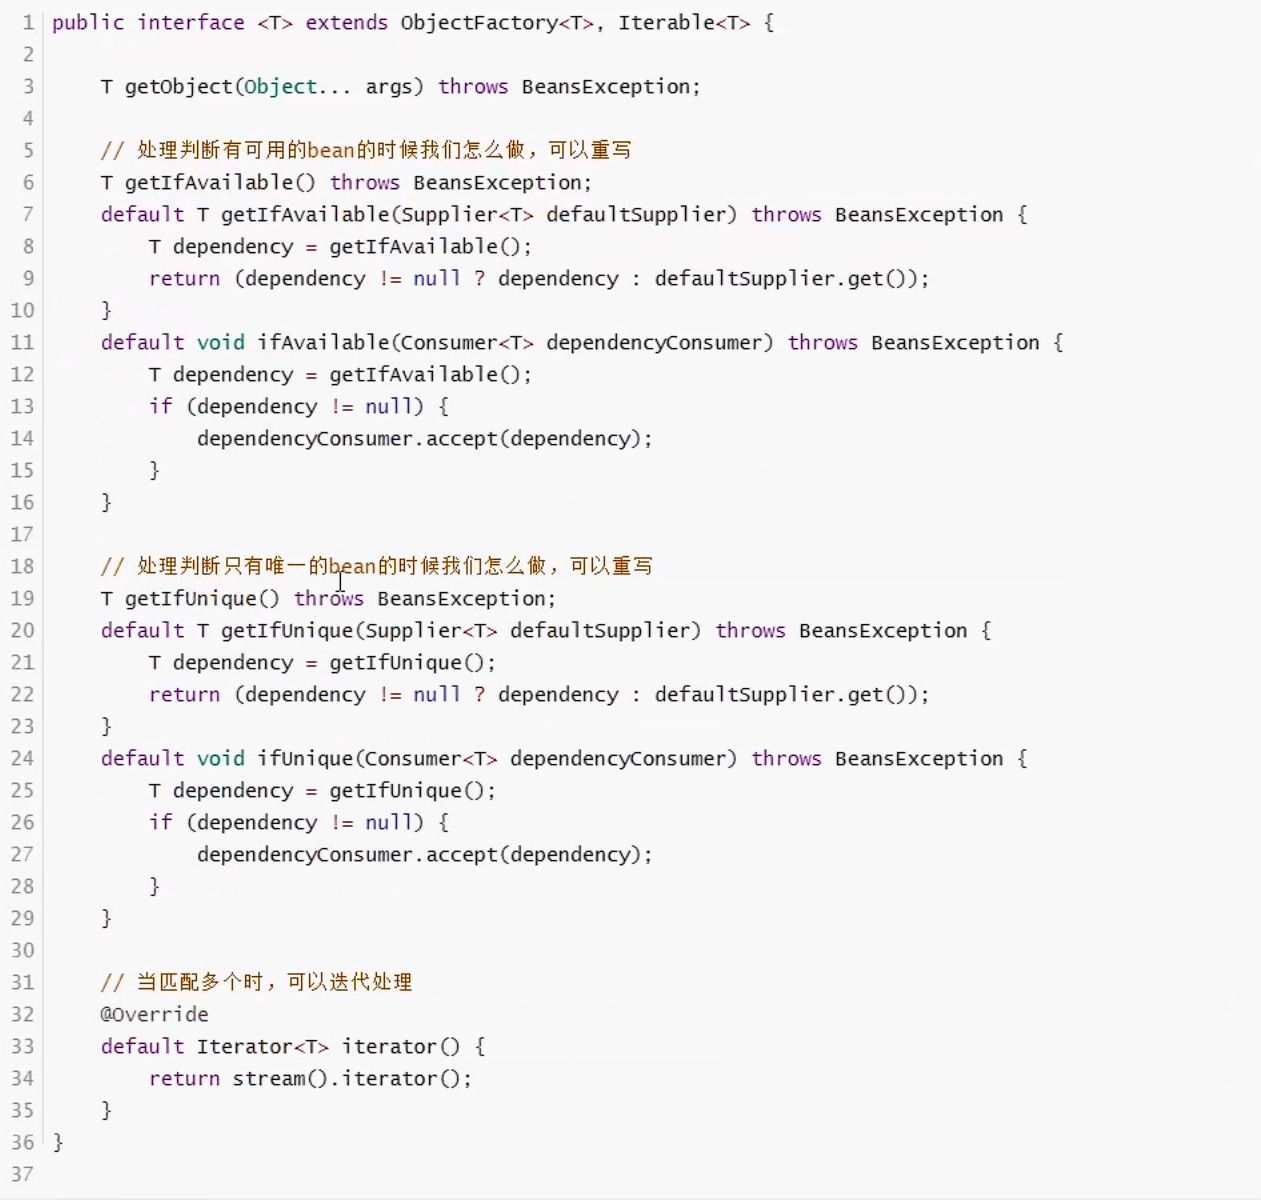 1 public interface <T> extends ObjectFactory<T>, Iterable<T> {
2
3     T getObject(Object... args) throws BeansException;
4
5     // 处理判断有可用的bean的时候我们怎么做，可以重写
6     T getIfAvailable() throws BeansException;
7     default T getIfAvailable(Supplier<T> defaultSupplier) throws BeansException {
8         T dependency = getIfAvailable();
9         return (dependency != null ? dependency : defaultSupplier.get());
10     }
11     default void ifAvailable(Consumer<T> dependencyConsumer) throws BeansException {
12         T dependency = getIfAvailable();
13         if (dependency != null) {
14             dependencyConsumer.accept(dependency);
15         }
16     }
17
18     // 处理判断只有唯一的bean的时候我们怎么做，可以重写
19     T getIfUnique() throws BeansException;
20     default T getIfUnique(Supplier<T> defaultSupplier) throws BeansException {
21         T dependency = getIfUnique();
22         return (dependency != null ? dependency : defaultSupplier.get());
23     }
24     default void ifUnique(Consumer<T> dependencyConsumer) throws BeansException {
25         T dependency = getIfUnique();
26         if (dependency != null) {
27             dependencyConsumer.accept(dependency);
28         }
29     }
30
31     // 当匹配多个时，可以迭代处理
32     @Override
33     default Iterator<T> iterator() {
34         return stream().iterator();
35     }
36 }
37